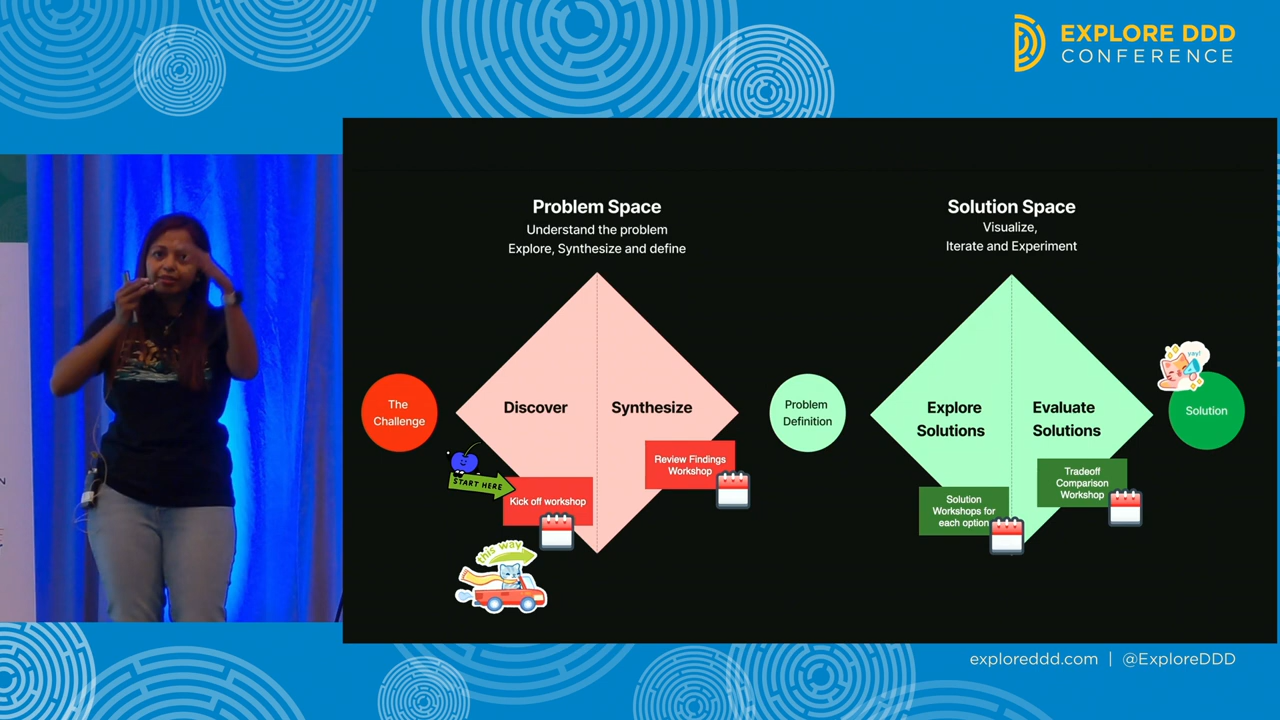 EXPLORE DDD
CONFERENCE
Problem Space
Understand the problem
Explore, Synthesize and define
Solution Space
Visualize,
Iterate and Experiment
The
Challenge
Discover
Synthesize
Problem
Definition
Explore
Solutions
Evaluate
Solutions
yay!
Solution
START HERE
Kick off workshop
Review Findings
Workshop
Solution
Workshops for
each option
Tradeoff
Comparison
Workshop
this way
exploreddd.com | @ExploreDDD